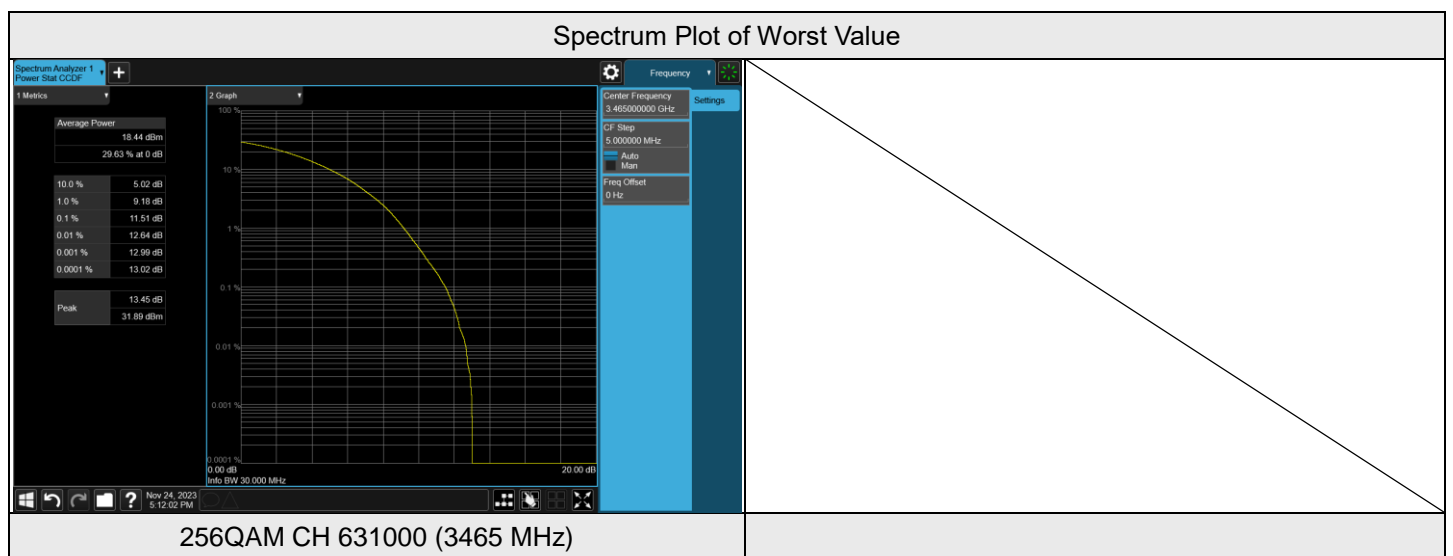 Spectrum Plot of Worst Value
Spectrum Analyzer 1
Power Stat CCDF
+
Frequency
1 Metrics
Average Power
18.44 dBm
29.63 % at 0 dB
10.0 % 5.02 dB
1.0 % 9.18 dB
0.1 % 11.51 dB
0.01 % 12.64 dB
0.001 % 12.99 dB
0.0001 % 13.02 dB
Peak 13.45 dB
31.89 dBm
2 Graph
100 %
10 %
1 %
0.1 %
0.01 %
0.001 %
0.0001 %
0.00 dB 20.00 dB
Info BW 30.000 MHz
Center Frequency
3.465000000 GHz
Settings
CF Step
5.000000 MHz
Auto
Man
Freq Offset
0 Hz
?
Nov 24, 2023
5:12:02 PM
256QAM CH 631000 (3465 MHz)